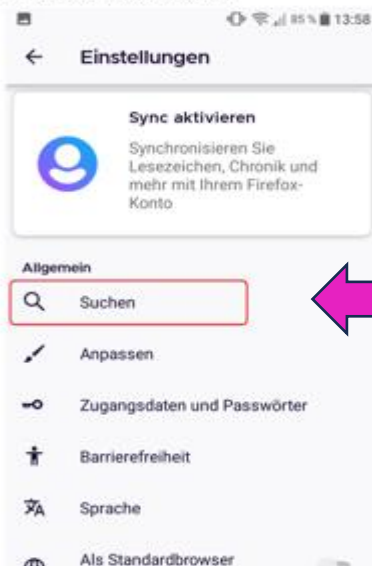 85 % 13:58
Einstellungen
Sync aktivieren
Synchronisieren Sie
Lesezeichen, Chronik und
mehr mit Ihrem Firefox-
Konto
Allgemein
Suchen
Anpassen
Zugangsdaten und Passwörter
Barrierefreiheit
Sprache
Als Standardbrowser